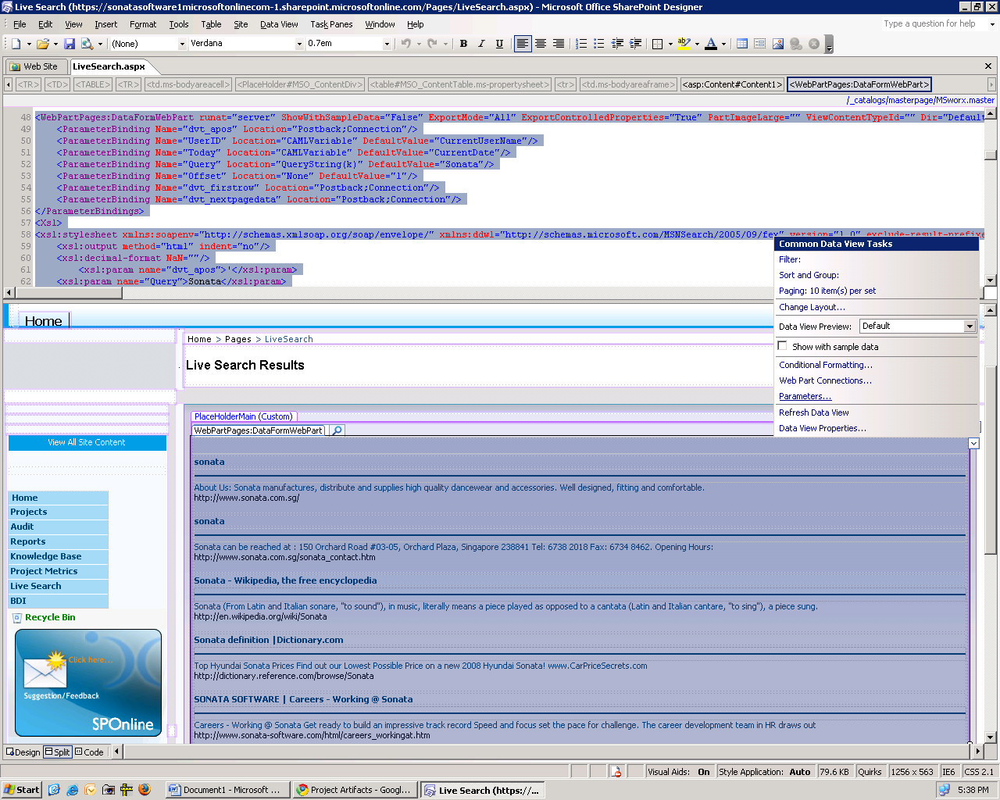 Live Search (https://sonatasoftware1microsoftonlinecom-1.sharepoint.microsoftonline.com/Pages/LiveSearch.aspx) - Microsoft Office SharePoint Designer
File Edit View Insert Format Tools Table Site Data View Task Panes Window Help Type a question for help
(None) Verdana 0.7em B I U
Web Site LiveSearch.aspx
<TR> <TD> <TABLE> <TR> <td.ms-bodyareacell> <PlaceHolder#MSO_ContentDiv> <table#MSO_ContentTable.ms-propertysheet> <tr> <td.ms-bodyareaframe> <asp:Content#Content1> <WebPartPages:DataFormWebPart>
/_catalogs/masterpage/MSworx.master
48 <WebPartPages:DataFormWebPart runat="server" ShowWithSampleData="False" ExportMode="All" ExportControlledProperties="True" PartImageLarge="" ViewContentTypeId="" Dir="Default
49 <ParameterBinding Name="dvt_apos" Location="Postback;Connection"/>
50 <ParameterBinding Name="UserID" Location="CAMLVariable" DefaultValue="CurrentUserName"/>
51 <ParameterBinding Name="Today" Location="CAMLVariable" DefaultValue="CurrentDate"/>
52 <ParameterBinding Name="Query" Location="QueryString(k)" DefaultValue="Sonata"/>
53 <ParameterBinding Name="Offset" Location="None" DefaultValue="1"/>
54 <ParameterBinding Name="dvt_firstrow" Location="Postback;Connection"/>
55 <ParameterBinding Name="dvt_nextpagedata" Location="Postback;Connection"/>
56 </ParameterBindings>
57 <Xsl>
58 <xsl:stylesheet xmlns:soapenv="http://schemas.xmlsoap.org/soap/envelope/" xmlns:ddwl="http://schemas.microsoft.com/MSNSearch/2005/09/fex" version="1.0" exclude-result-prefixe
59 <xsl:output method="html" indent="no"/>
60 <xsl:decimal-format NaN=""/>
61 <xsl:param name="dvt_apos">'</xsl:param>
62 <xsl:param name="Query">Sonata</xsl:param>
Common Data View Tasks
Filter:
Sort and Group:
Paging: 10 item(s) per set
Change Layout...
Data View Preview: Default
Show with sample data
Conditional Formatting...
Web Part Connections...
Parameters...
Refresh Data View
Data View Properties...
Home
Home > Pages > LiveSearch
Live Search Results
PlaceHolderMain (Custom)
WebPartPages:DataFormWebPart
View All Site Content
Home
Projects
Audit
Reports
Knowledge Base
Project Metrics
Live Search
BDI
Recycle Bin
Click here...
Suggestion/Feedback
SPOnline
sonata
About Us: Sonata manufactures, distribute and supplies high quality dancewear and accessories. Well designed, fitting and comfortable.
http://www.sonata.com.sg/
sonata
Sonata can be reached at : 150 Orchard Road #03-05, Orchard Plaza, Singapore 238841 Tel: 6738 2018 Fax: 6734 8462. Opening Hours:
http://www.sonata.com.sg/sonata_contact.htm
Sonata - Wikipedia, the free encyclopedia
Sonata (From Latin and Italian sonare, "to sound"), in music, literally means a piece played as opposed to a cantata (Latin and Italian cantare, "to sing"), a piece sung.
http://en.wikipedia.org/wiki/Sonata
Sonata definition |Dictionary.com
Top Hyundai Sonata Prices Find out our Lowest Possible Price on a new 2008 Hyundai Sonata! www.CarPriceSecrets.com
http://dictionary.reference.com/browse/Sonata
SONATA SOFTWARE | Careers - Working @ Sonata
Careers - Working @ Sonata Get ready to build an impressive track record Speed and focus set the pace for challenge. The career development team in HR draws out
http://www.sonata-software.com/html/careers_workingat.htm
Design Split Code
Visual Aids: On Style Application: Auto 79.6 KB Quirks 1256 x 563 IE6 CSS 2.1
Start Document1 - Microsoft ... Project Artifacts - Googl... Live Search (https://... 5:38 PM